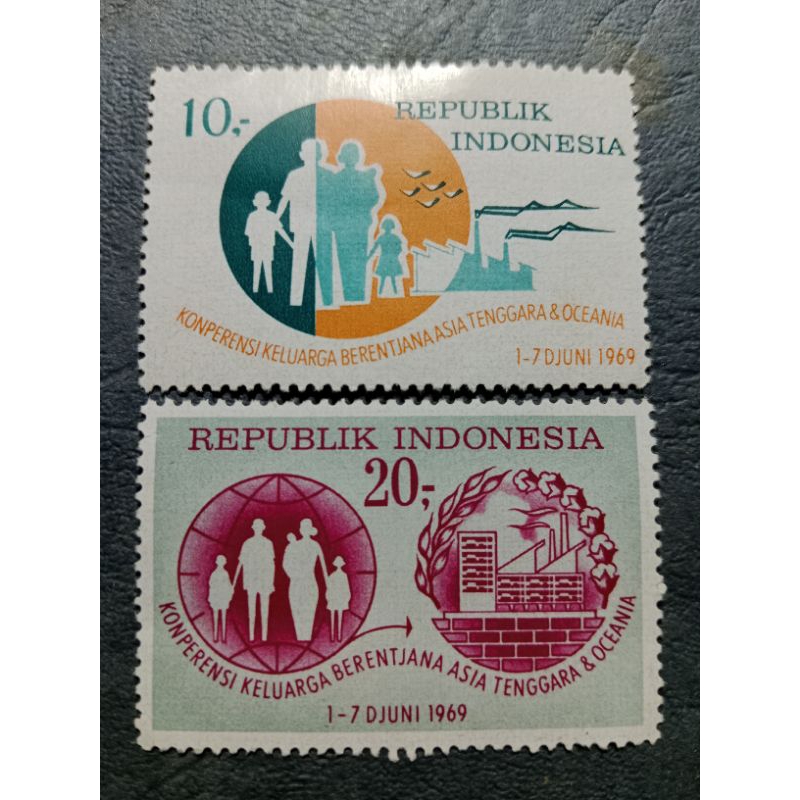 10,-
REPUBLIK
INDONESIA
KONPERENSI KELUARGA BERENTJANA ASIA TENGGARA & OCEANIA
1-7 DJUNI 1969
REPUBLIK INDONESIA
20,-
KONPERENSI KELUARGA BERENTJANA ASIA TENGGARA & OCEANIA
1-7 DJUNI 1969